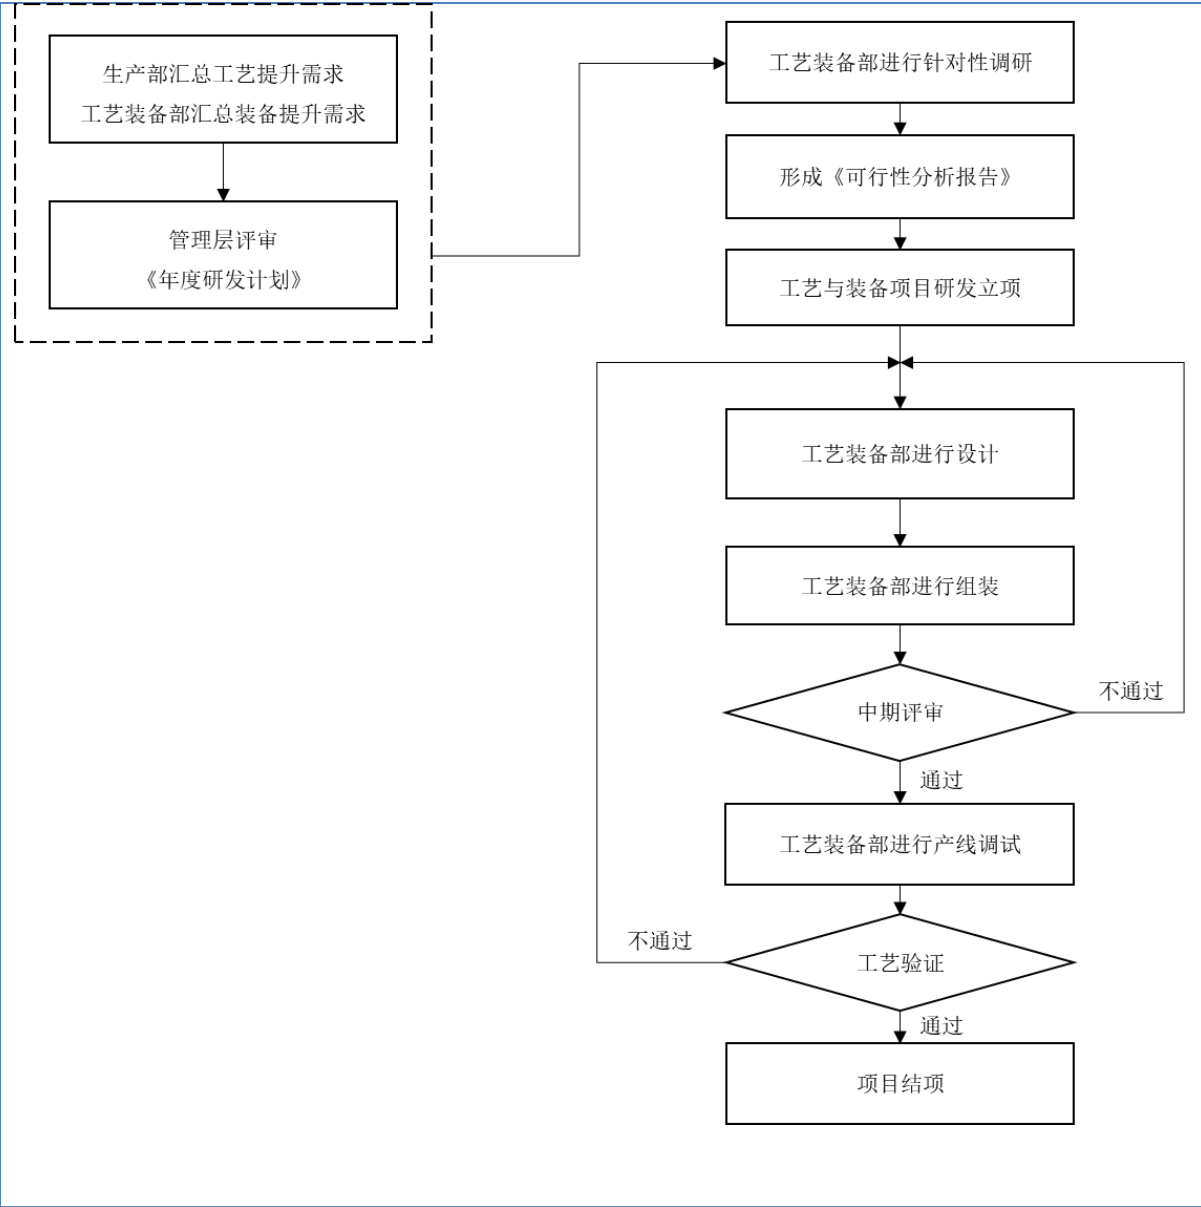 生产部汇总工艺提升需求
工艺装备部汇总装备提升需求
管理层评审
《年度研发计划》
工艺装备部进行针对性调研
形成《可行性分析报告》
工艺与装备项目研发立项
工艺装备部进行设计
工艺装备部进行组装
中期评审
不通过
通过
工艺装备部进行产线调试
不通过
工艺验证
通过
项目结项